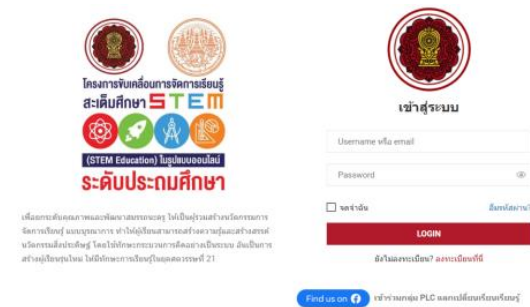 โครงการขับเคลื่อนการจัดการเรียนรู้
สะเต็มศึกษา STEM
(STEM Education) ในรูปแบบออนไลน์
ระดับประถมศึกษา
เพื่อยกระดับคุณภาพและพัฒนาสมรรถนะครู ให้เป็นผู้ร่วมสร้างนวัตกรรมการ
จัดการเรียนรู้ แบบบูรณาการ ทำให้ผู้เรียนสามารถสร้างความรู้และสร้างสรรค์
นวัตกรรมสิ่งประดิษฐ์ โดยใช้ทักษะกระบวนการคิดอย่างเป็นระบบ อันเป็นการ
สร้างผู้เรียนรุ่นใหม่ ให้มีทักษะการเรียนรู้ในยุคศตวรรษที่ 21
เข้าสู่ระบบ
Username หรือ email
Password
จดจำฉัน
ลืมรหัสผ่าน?
LOGIN
ยังไม่ลงทะเบียน? ลงทะเบียนที่นี่
Find us on
เข้าร่วมกลุ่ม PLC แลกเปลี่ยนเรียนเรียนรู้